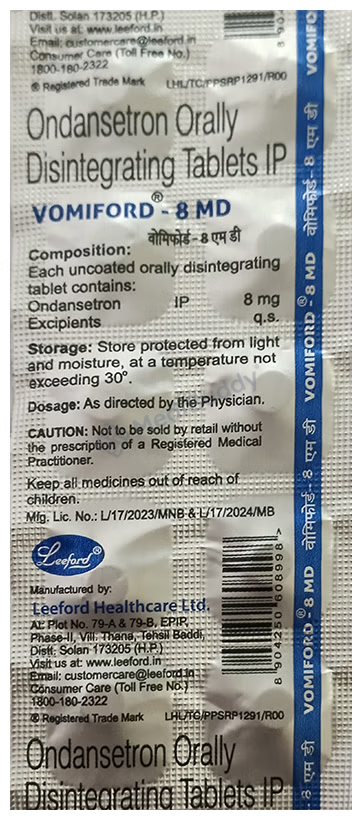 Distt. Solan 173205 (H.P.)
Visit us at: www.leeford.in
Email: customercare@leeford.in
Consumer Care (Toll Free No.)
1800-180-2322
® Registered Trade Mark LHL/TC/PPSRP1291/R00
Ondansetron Orally
Disintegrating Tablets IP
VOMIFORD® - 8 MD
वोमिफोर्ड - 8 एम डी
Composition:
Each uncoated orally disintegrating
tablet contains:
Ondansetron IP 8 mg
Excipients q.s.
Storage: Store protected from light
and moisture, at a temperature not
exceeding 30°.
Dosage: As directed by the Physician.
CAUTION: Not to be sold by retail without
the prescription of a Registered Medical
Practitioner.
Keep all medicines out of reach of
children.
Mfg. Lic. No.: L/17/2023/MNB & L/17/2024/MB
Leeford®
Manufactured by:
Leeford Healthcare Ltd.
At: Plot No. 79-A & 79-B, EPIP,
Phase-II, Vill. Thana, Tehsil Baddi,
Distt. Solan 173205 (H.P.)
Visit us at: www.leeford.in
Email: customercare@leeford.in
Consumer Care (Toll Free No.)
1800-180-2322
® Registered Trade Mark LHL/TC/PPSRP1291/R00
Ondansetron Orally
Disintegrating Tablets IP
8 904250 608998 >
8 एम डी VOMIFORD® - 8 MD वोमिफोर्ड - 8 एम डी VOMIFORD® - 8 MD वोमिफोर्ड - 8 एम डी VOMIFO